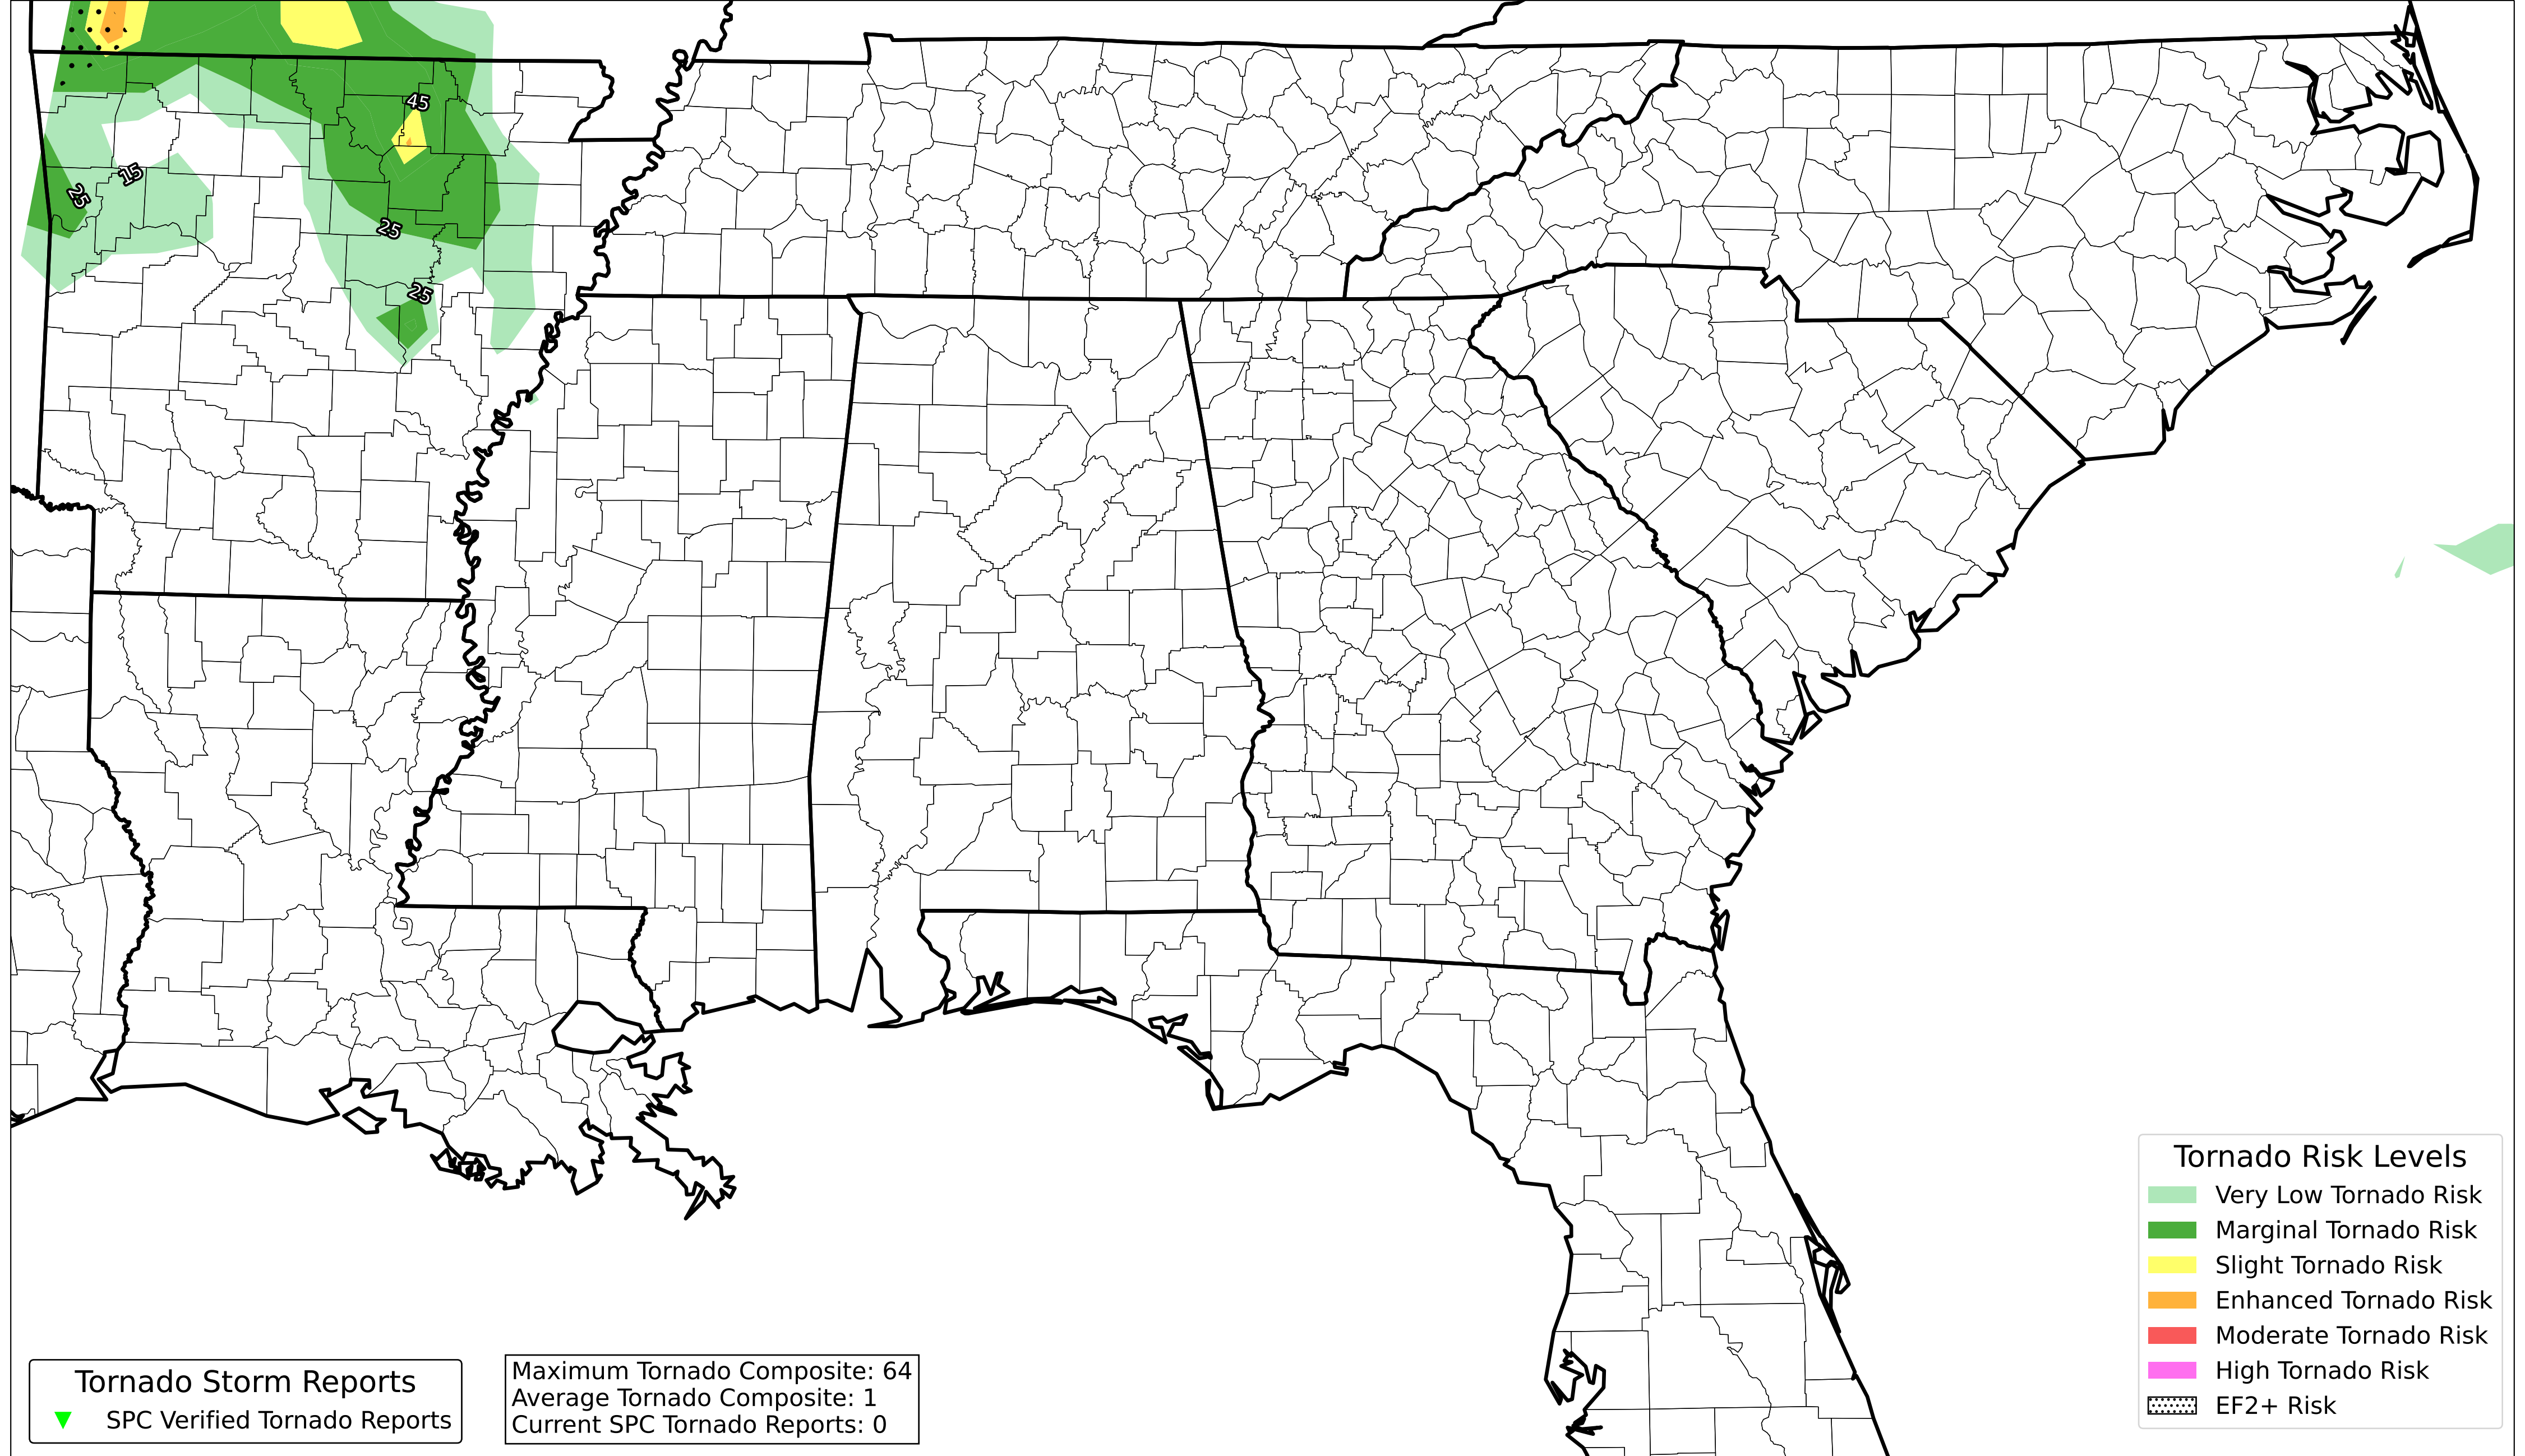 45
15
25
25
25
Tornado Risk Levels
Very Low Tornado Risk
Marginal Tornado Risk
Slight Tornado Risk
Enhanced Tornado Risk
Moderate Tornado Risk
High Tornado Risk
EF2+ Risk
Tornado Storm Reports
SPC Verified Tornado Reports
Maximum Tornado Composite: 64
Average Tornado Composite: 1
Current SPC Tornado Reports: 0